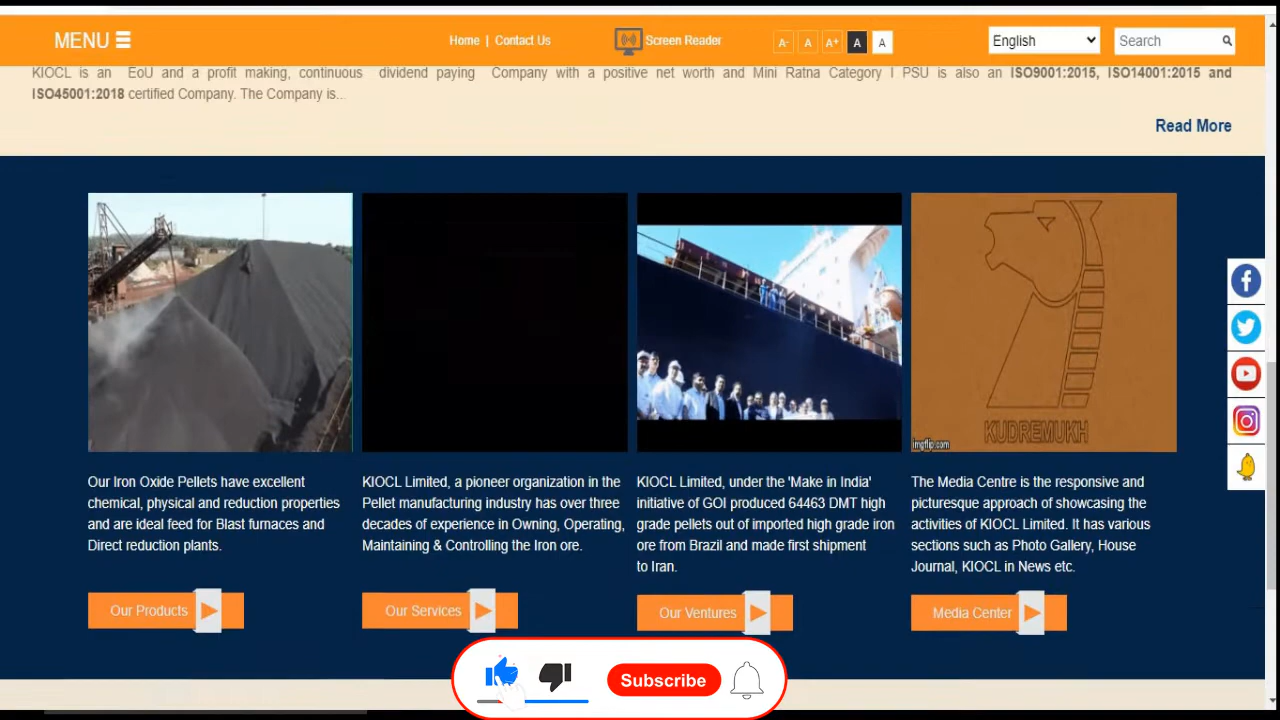 MENU
Home | Contact Us
Screen Reader
A- A A+ A A
English
Search
KIOCL is an EoU and a profit making, continuous dividend paying Company with a positive net worth and Mini Ratna Category I PSU is also an ISO9001:2015, ISO14001:2015 and
ISO45001:2018 certified Company. The Company is...
Read More
KUDREMUKH
imgflip.com
Our Iron Oxide Pellets have excellent
chemical, physical and reduction properties
and are ideal feed for Blast furnaces and
Direct reduction plants.
Our Products
KIOCL Limited, a pioneer organization in the
Pellet manufacturing industry has over three
decades of experience in Owning, Operating,
Maintaining & Controlling the Iron ore.
Our Services
KIOCL Limited, under the 'Make in India'
initiative of GOI produced 64463 DMT high
grade pellets out of imported high grade iron
ore from Brazil and made first shipment
to Iran.
Our Ventures
The Media Centre is the responsive and
picturesque approach of showcasing the
activities of KIOCL Limited. It has various
sections such as Photo Gallery, House
Journal, KIOCL in News etc.
Media Center
Subscribe